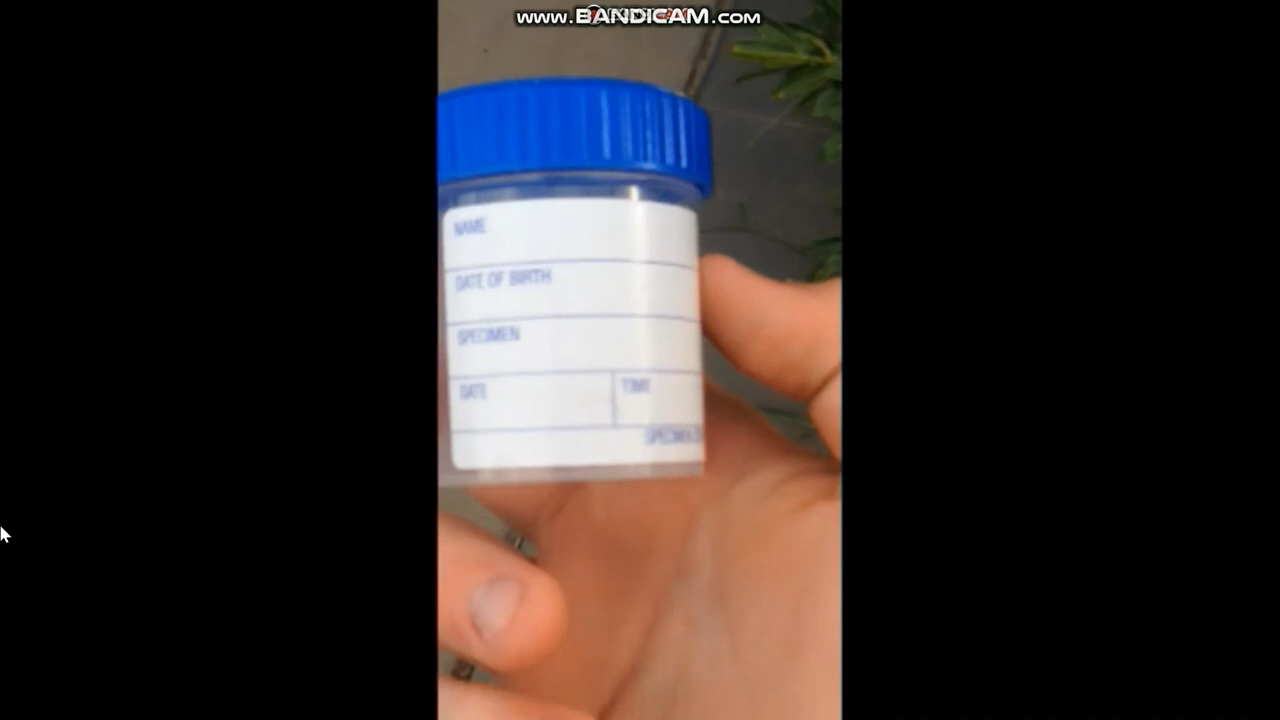 www.BANDICAM.com
NAME
DATE OF BIRTH
SPECIMEN
DATE TIME